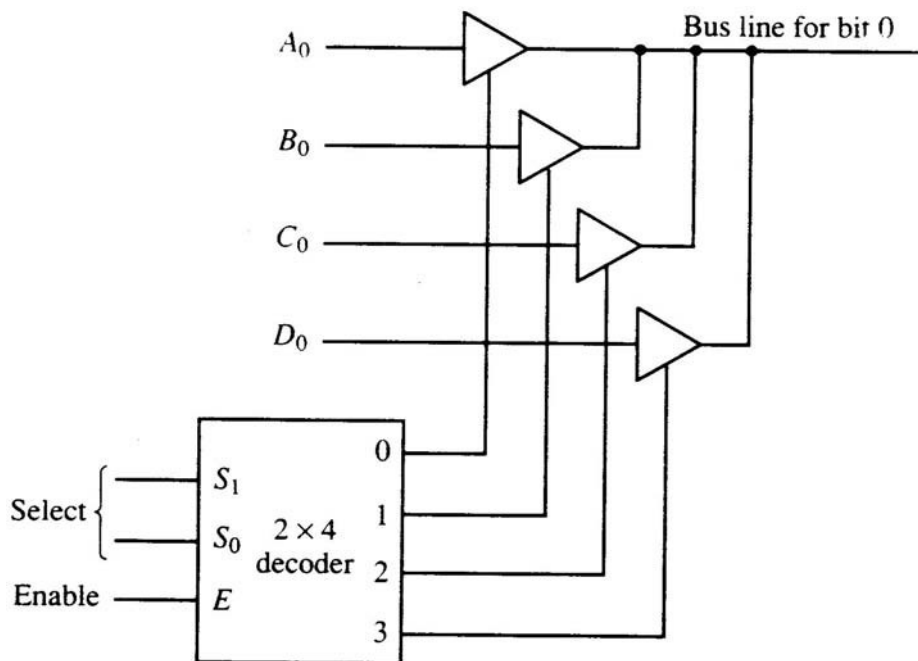 Bus line for bit 0
A₀
B₀
C₀
D₀
Select
S₁
S₀
Enable
E
2 × 4
decoder
0
1
2
3